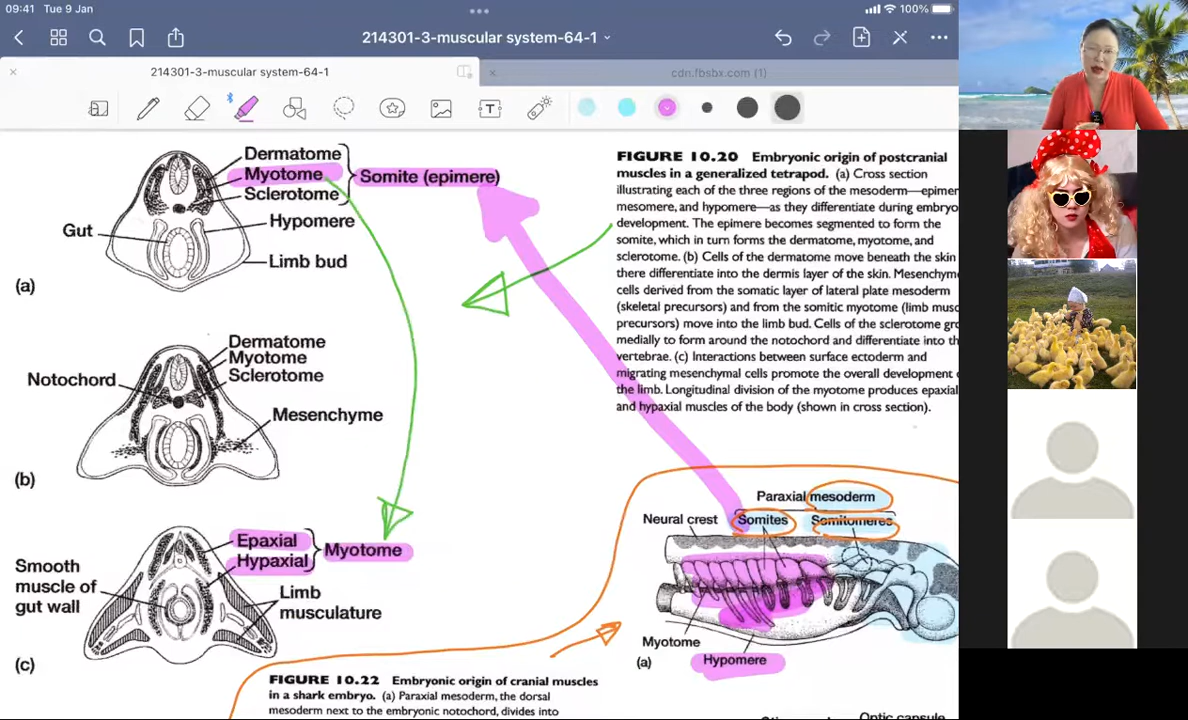 09:41 Tue 9 Jan
100%
214301-3-muscular system-64-1
214301-3-muscular system-64-1
cdn.fbsbx.com (1)
Dermatome
Myotome
Sclerotome
Somite (epimere)
Hypomere
Gut
Limb bud
(a)
Dermatome
Myotome
Sclerotome
Notochord
Mesenchyme
(b)
Epaxial
Hypaxial
Myotome
Smooth
muscle of
gut wall
Limb
musculature
(c)
FIGURE 10.20 Embryonic origin of postcranial
muscles in a generalized tetrapod. (a) Cross section
illustrating each of the three regions of the mesoderm—epimer
mesomere, and hypomere—as they differentiate during embryo
development. The epimere becomes segmented to form the
somite, which in turn forms the dermatome, myotome, and
sclerotome. (b) Cells of the dermatome move beneath the skin
there differentiate into the dermis layer of the skin. Mesenchyme
cells derived from the somatic layer of lateral plate mesoderm
(skeletal precursors) and from the somitic myotome (limb musc
precursors) move into the limb bud. Cells of the sclerotome gro
medially to form around the notochord and differentiate into th
vertebrae. (c) Interactions between surface ectoderm and
migrating mesenchymal cells promote the overall development
the limb. Longitudinal division of the myotome produces epaxial
and hypaxial muscles of the body (shown in cross section).
Paraxial mesoderm
Neural crest
Somites
Somitomeres
Myotome
Hypomere
(a)
FIGURE 10.22 Embryonic origin of cranial muscles
in a shark embryo. (a) Paraxial mesoderm, the dorsal
mesoderm next to the embryonic notochord, divides into
Optic capsule